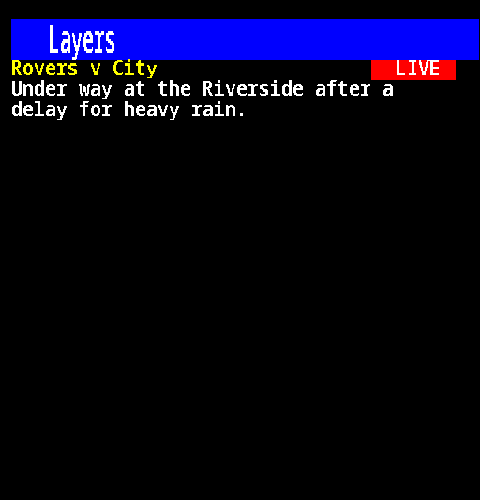 Layers
Rovers v City LIVE
Under way at the Riverside after a
delay for heavy rain.